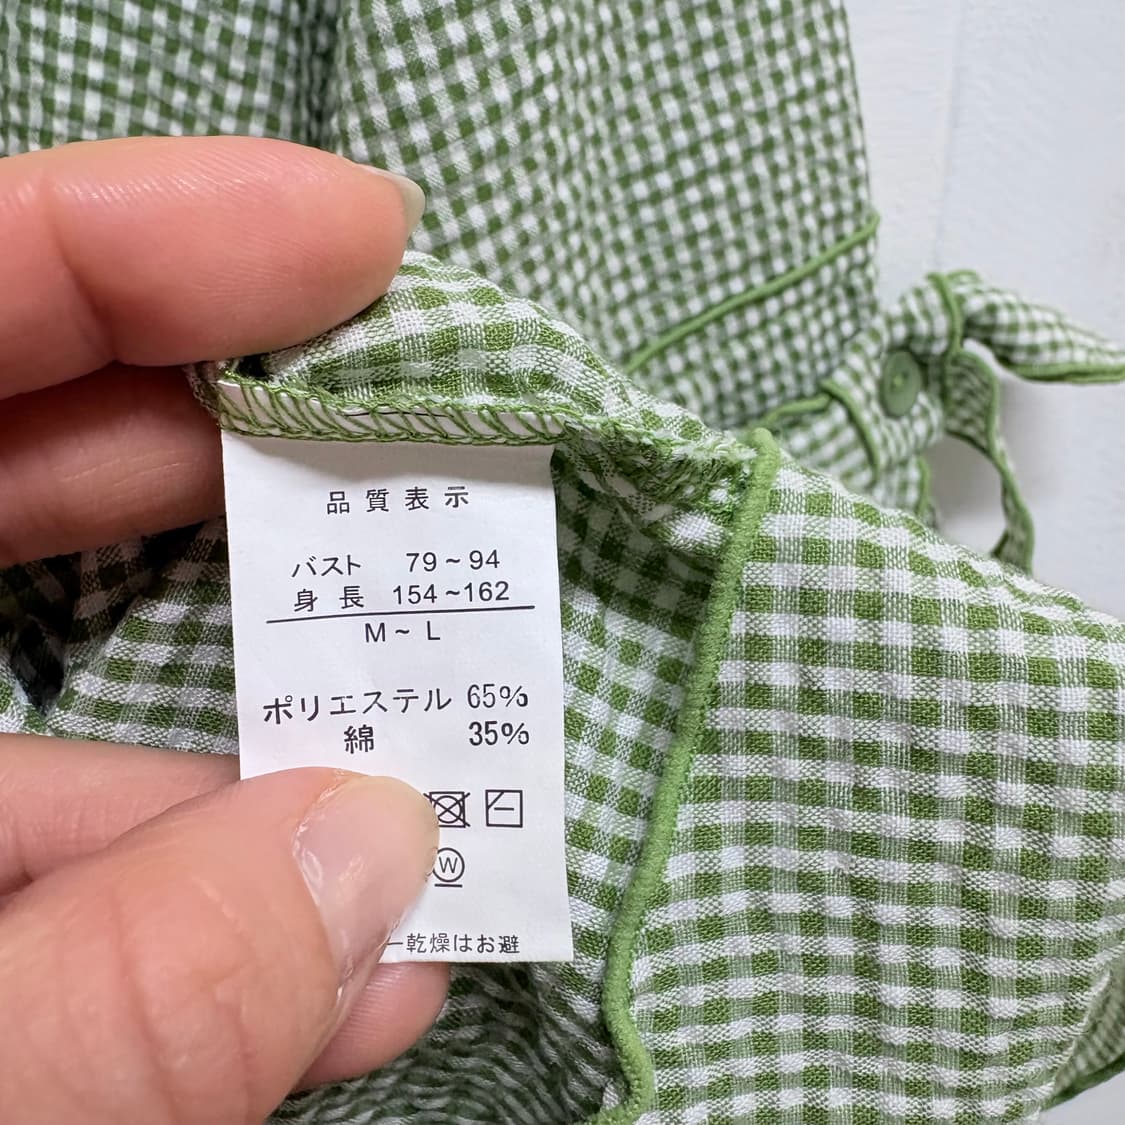 品質表示
バスト 79~94
身長 154~162
M~L
ポリエステル 65%
綿 35%
W
ー乾燥はお避